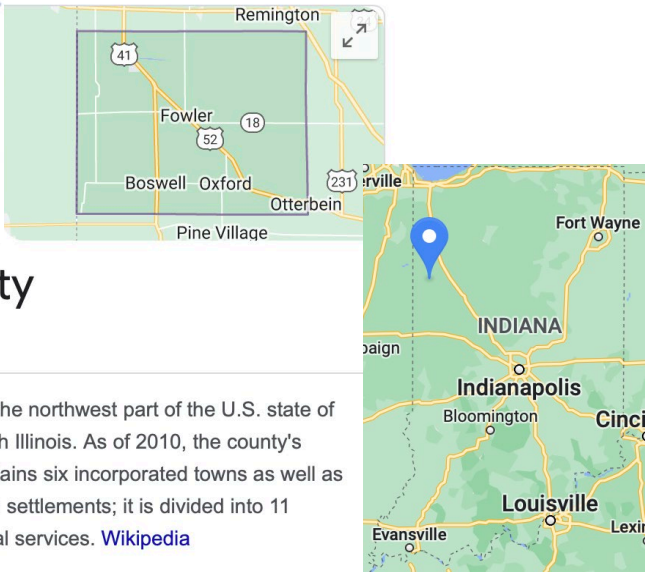 Remington
24
41
Fowler
18
52
231
Boswell
Oxford
Otterbein
Pine Village
erville
Fort Wayne
INDIANA
paign
Indianapolis
Bloomington
Cinci
Louisville
Evansville
Lexin
ty
he northwest part of the U.S. state of
h Illinois. As of 2010, the county's
ains six incorporated towns as well as
settlements; it is divided into 11
al services. Wikipedia